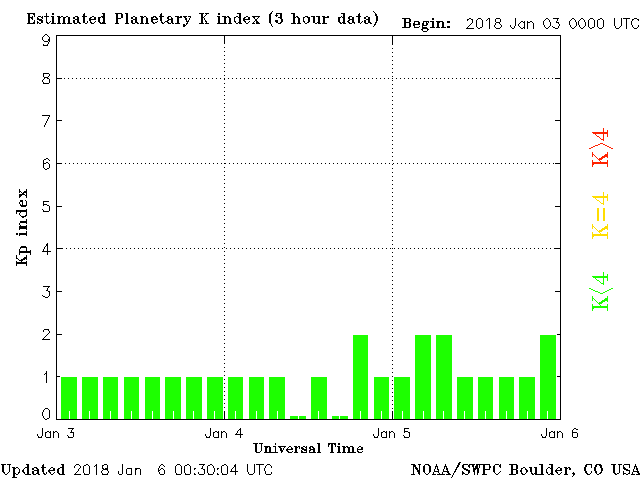 Estimated Planetary K index (3 hour data) Begin: 2018 Jan 03 0000 UTC
9
8
7
6
5
4
3
2
1
0
Kp index
K>4
K=4
K<4
Jan 3 Jan 4 Jan 5 Jan 6
Universal Time
Updated 2018 Jan 6 00:30:04 UTC NOAA/SWPC Boulder, CO USA